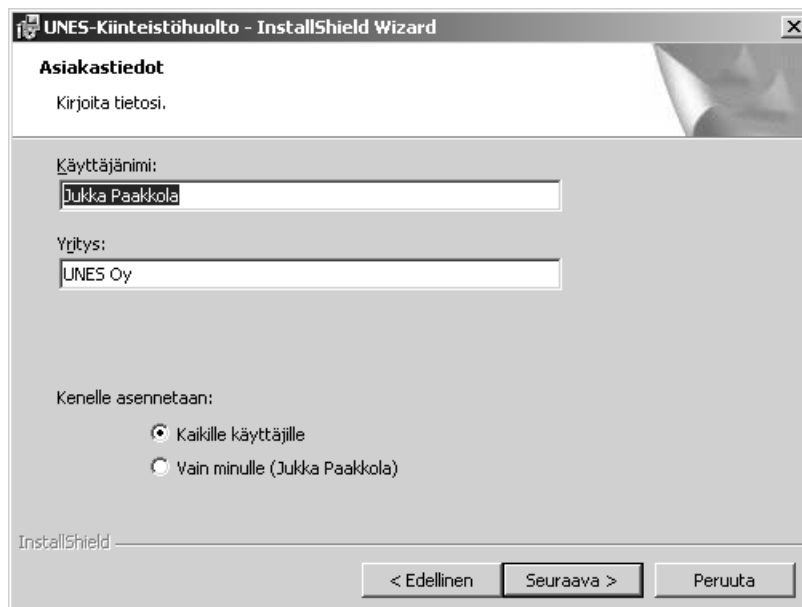 UNES-Kiinteistöhuolto - InstallShield Wizard
Asiakastiedot
Kirjoita tietosi.
Käyttäjänimi:
Jukka Paakkola
Yritys:
UNES Oy
Kenelle asennetaan:
Kaikille käyttäjille
Vain minulle (Jukka Paakkola)
InstallShield
< Edellinen
Seuraava >
Peruuta